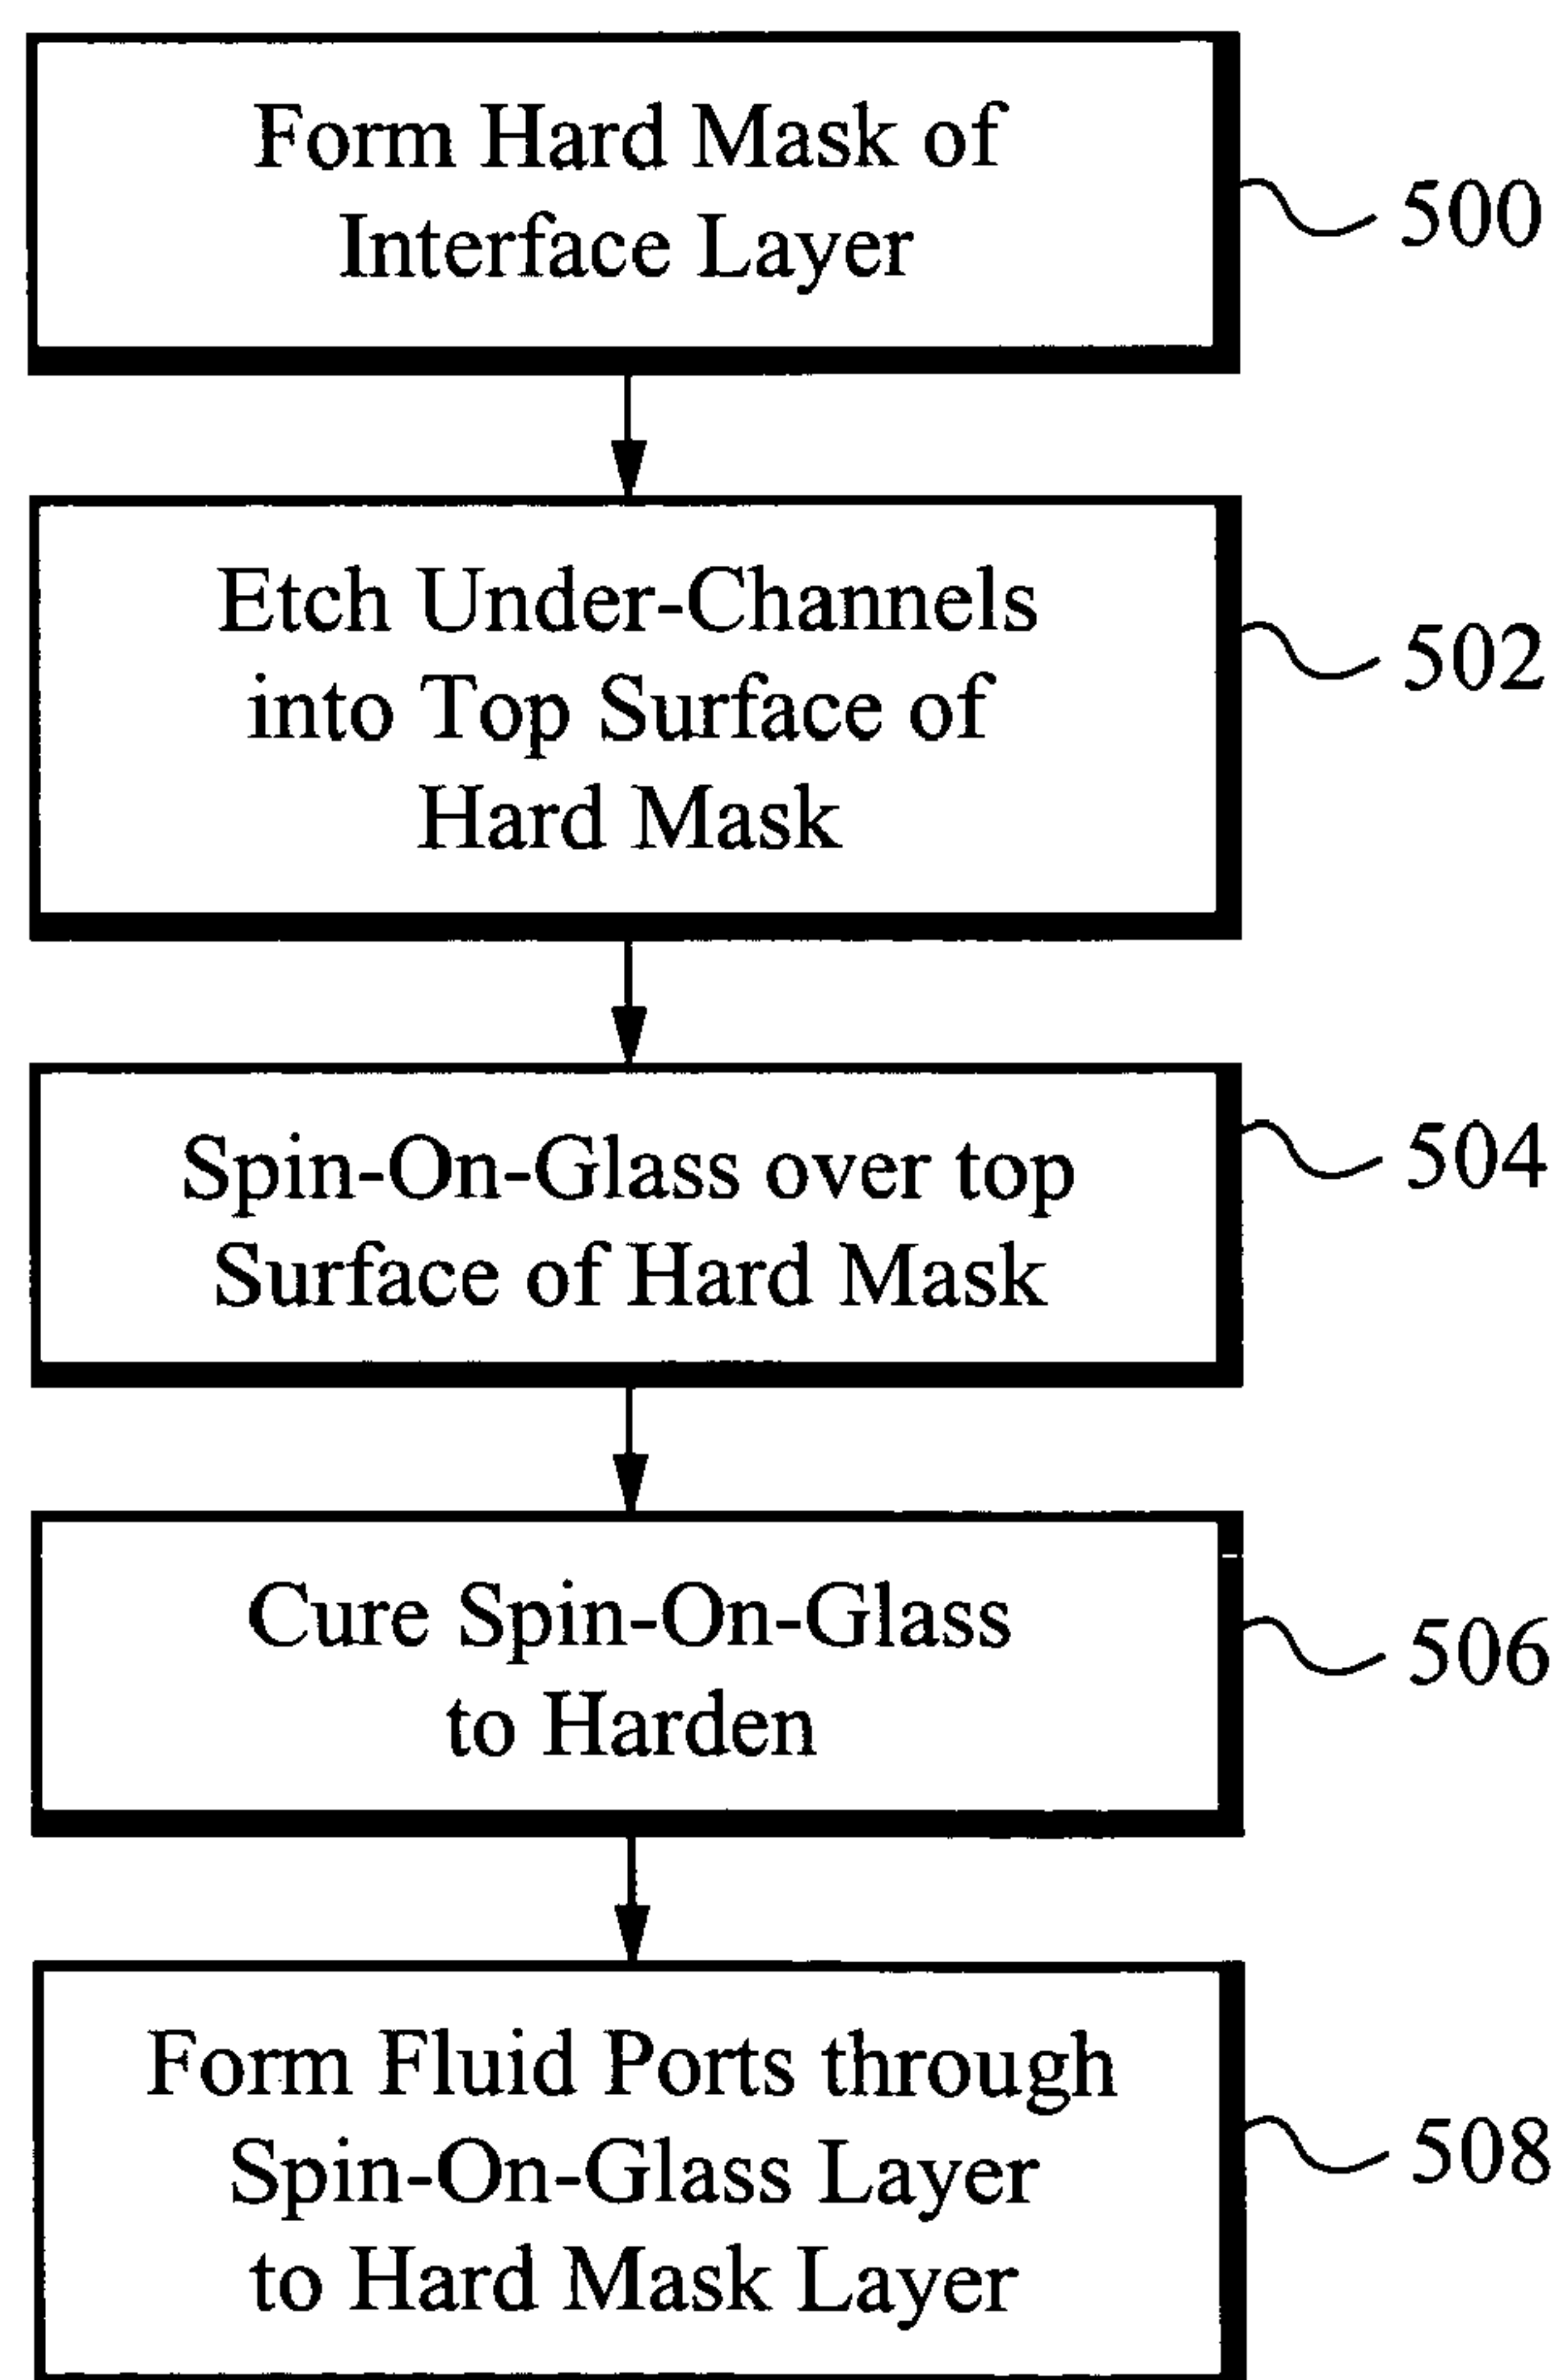 Form Hard Mask of
Interface Layer
500
Etch Under-Channels
into Top Surface of
Hard Mask
502
Spin-On-Glass over top
Surface of Hard Mask
504
Cure Spin-On-Glass
to Harden
506
Form Fluid Ports through
Spin-On-Glass Layer
to Hard Mask Layer
508